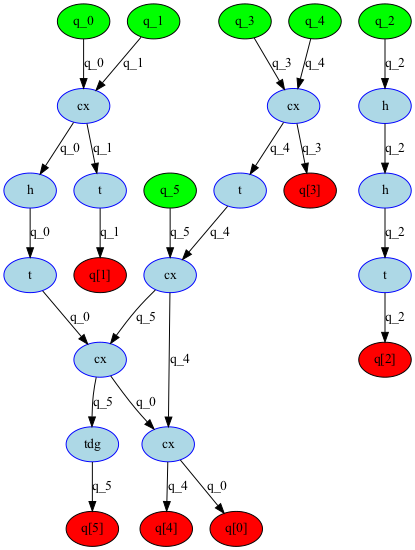 q_0 q_1 q_3 q_4 q_2
q_0 q_1 q_3 q_4 q_2
cx cx h
q_0 q_1 q_4 q_3 q_2
h t q_5 t q[3] h
q_0 q_1 q_5 q_4 q_2
t q[1] cx t
q_0 q_5 q_4 q_2
cx q[2]
q_5 q_0
tdg cx
q_5 q_4 q_0
q[5] q[4] q[0]